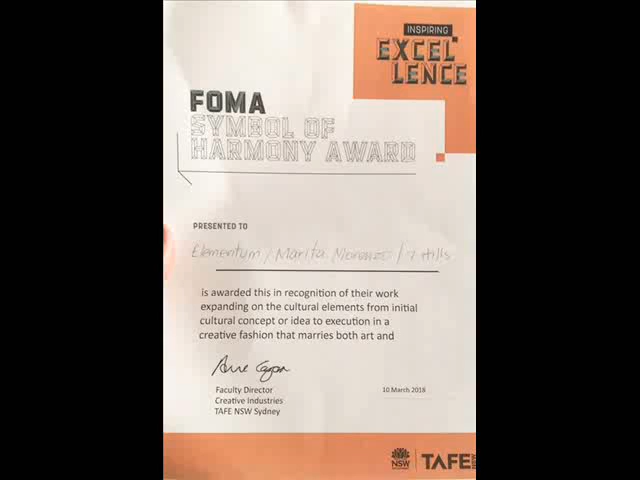 INSPIRING
EXCEL
LENCE
FOMA
SYMBOL OF
HARMONY AWARD
PRESENTED TO
Elementum / Marita / 7 Hills
is awarded this in recognition of their work
expanding on the cultural elements from initial
cultural concept or idea to execution in a
creative fashion that marries both art and
Faculty Director
Creative Industries
TAFE NSW Sydney
10 March 2018
NSW
TAFE
NSW